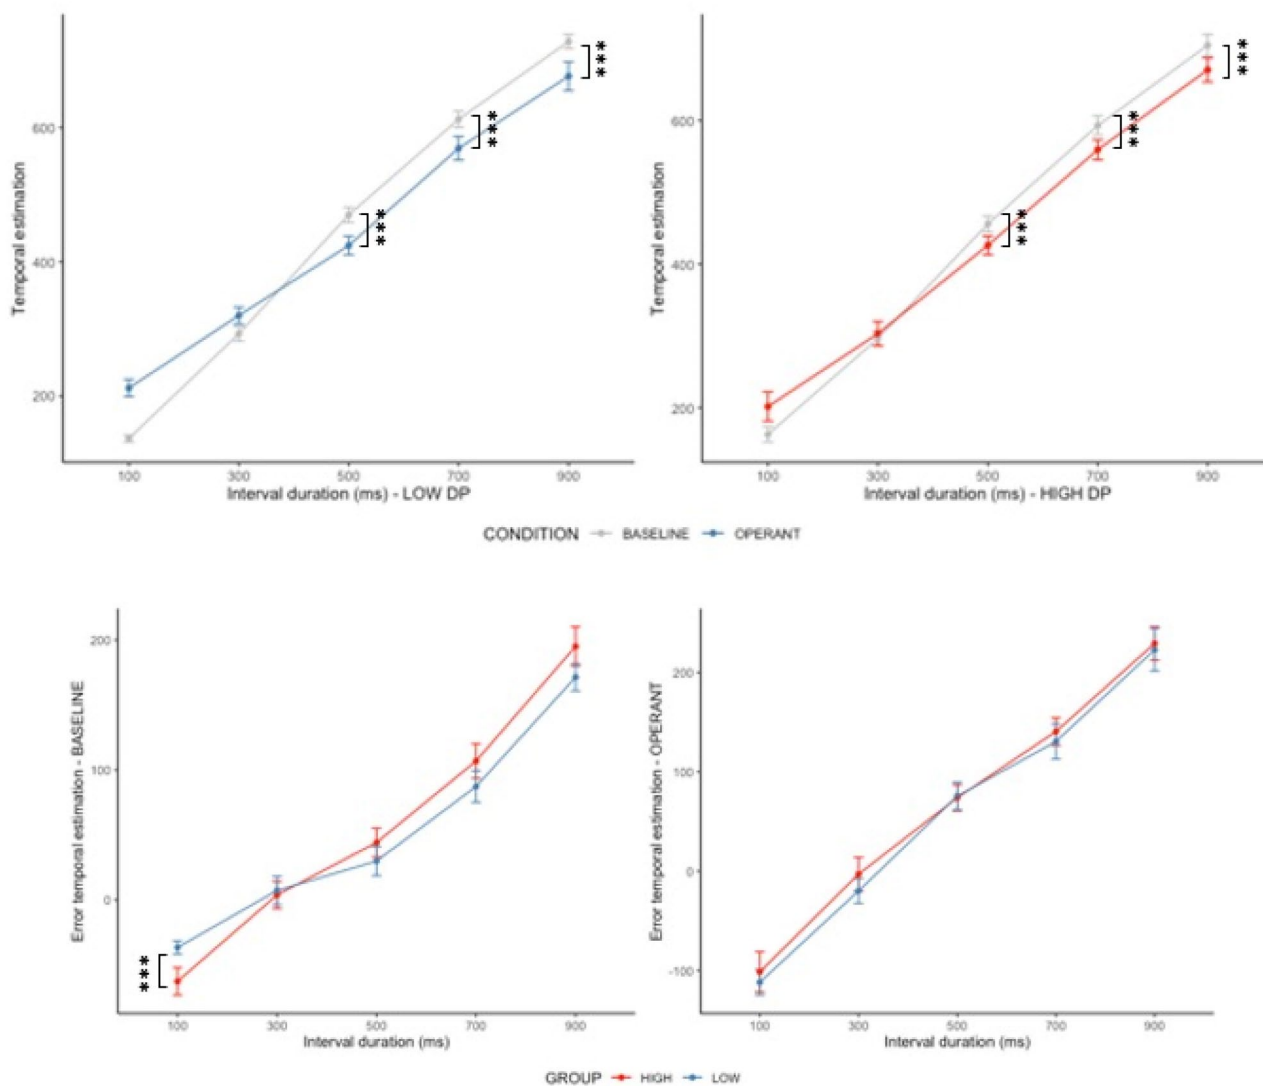 Temporal estimation
600
400
200
***
***
***
100 300 500 700 900
Interval duration (ms) - LOW DP
Temporal estimation
600
400
200
***
***
***
100 300 500 700 900
Interval duration (ms) - HIGH DP
CONDITION BASELINE OPERANT
Error temporal estimation - BASELINE
200
100
0
***
100 300 500 700 900
Interval duration (ms)
Error temporal estimation - OPERANT
200
100
0
-100
100 300 500 700 900
Interval duration (ms)
GROUP HIGH LOW